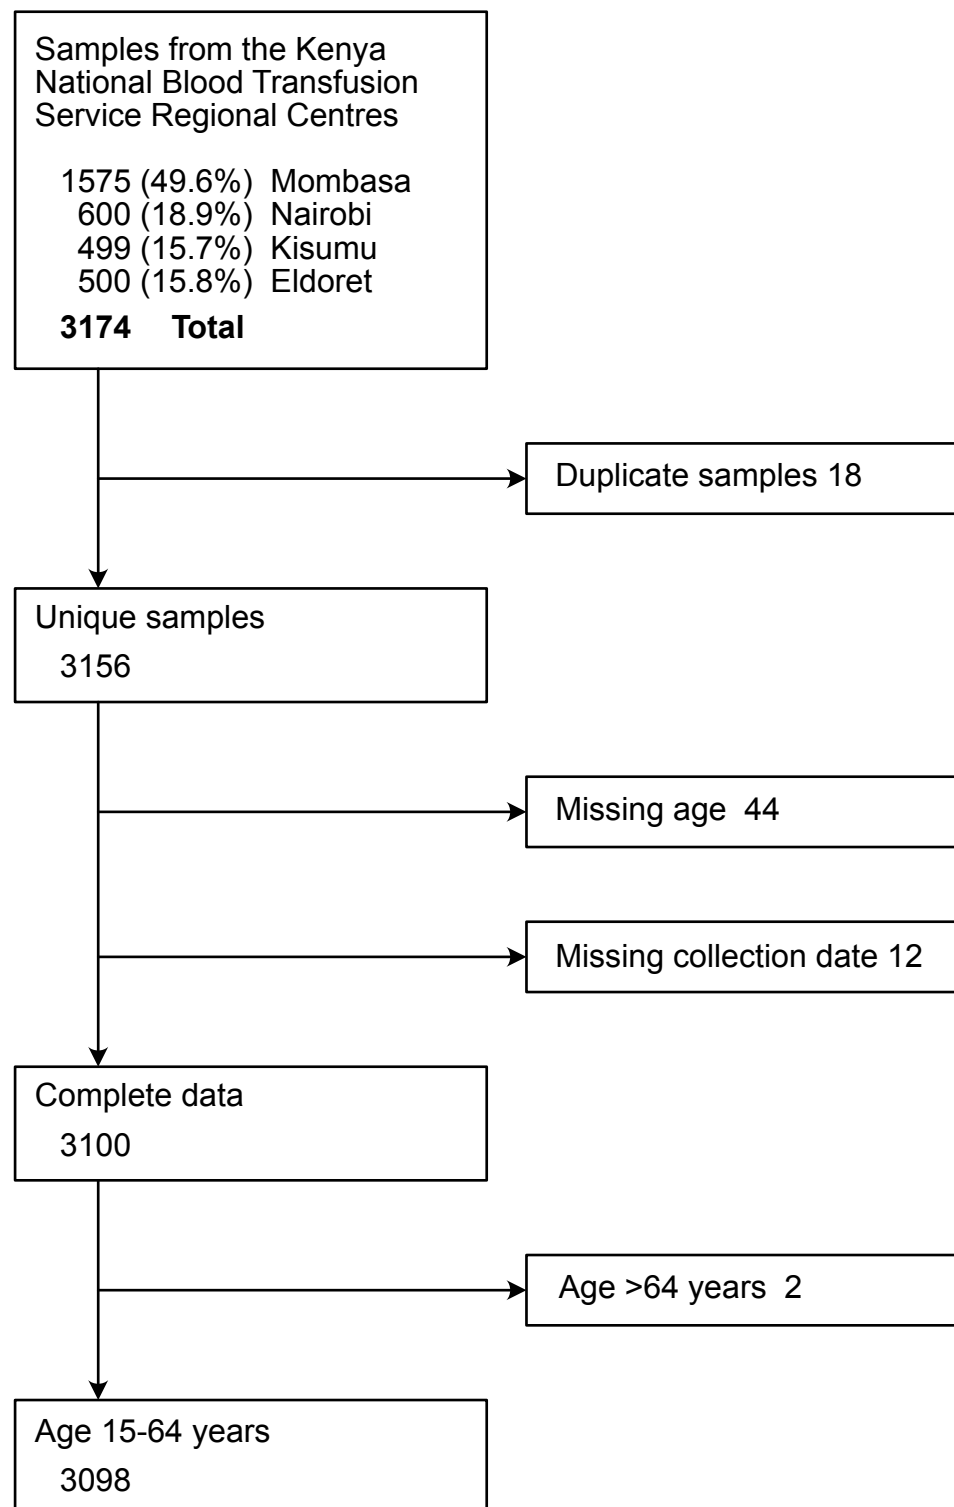 Samples from the Kenya
National Blood Transfusion
Service Regional Centres
1575 (49.6%) Mombasa
600 (18.9%) Nairobi
499 (15.7%) Kisumu
500 (15.8%) Eldoret
3174 Total
Duplicate samples 18
Unique samples
3156
Missing age 44
Missing collection date 12
Complete data
3100
Age >64 years 2
Age 15-64 years
3098